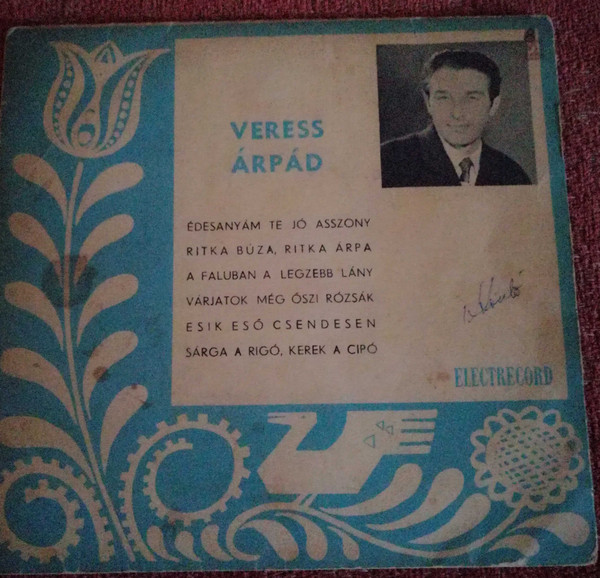 VERESS
ÁRPÁD
ÉDESANYÁM TE JÓ ASSZONY
RITKA BÚZA, RITKA ÁRPA
A FALUBAN A LEGZEBB LÁNY
VÁRJATOK MÉG ŐSZI RÓZSÁK
ESIK ESŐ CSENDESEN
SÁRGA A RIGÓ, KEREK A CIPÓ
ELECTRECORD